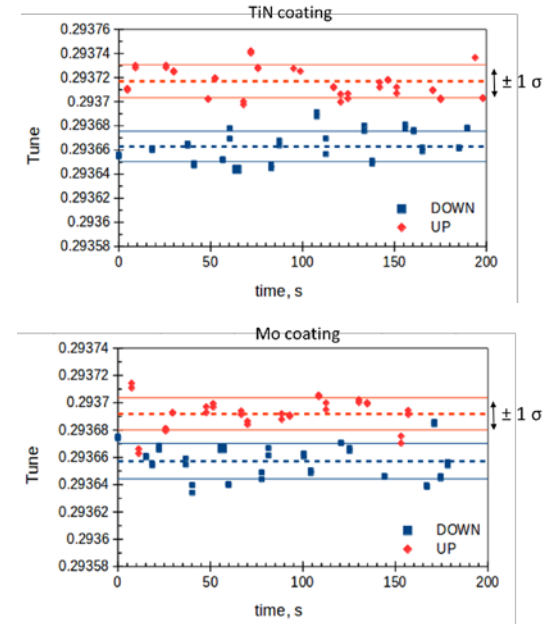 TiN coating
0.29376
0.29374
0.29372
0.2937
0.29368
0.29366
0.29364
0.29362
0.2936
0.29358
Tune
± 1 σ
DOWN
UP
0 50 100 150 200
time, s
Mo coating
0.29374
0.29372
0.2937
0.29368
0.29366
0.29364
0.29362
0.2936
0.29358
Tune
± 1 σ
DOWN
UP
0 50 100 150 200
time, s